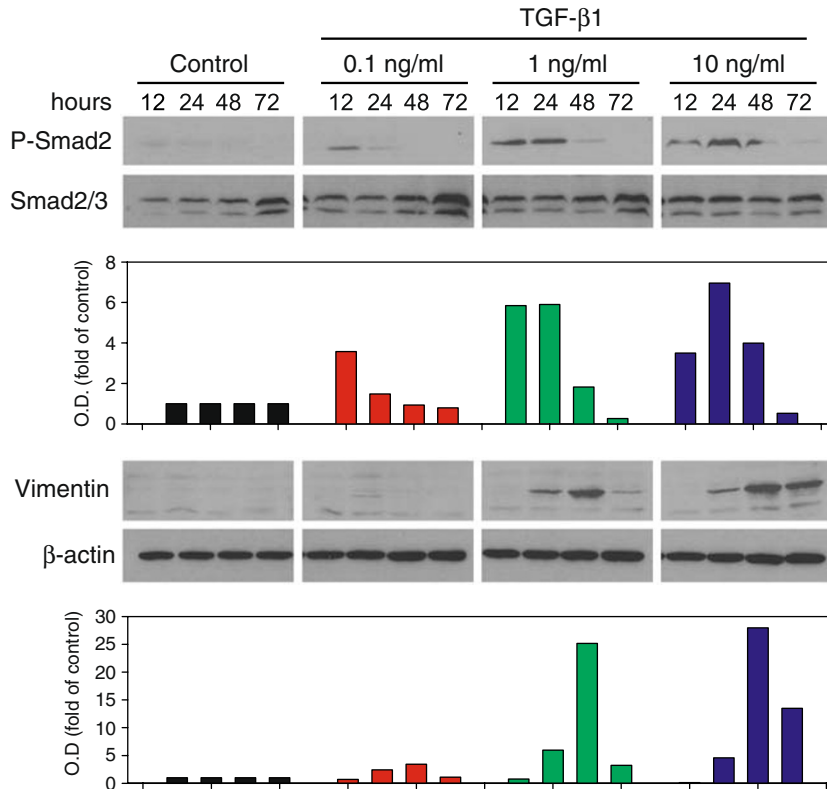 TGF-β1
Control 0.1 ng/ml 1 ng/ml 10 ng/ml
hours 12 24 48 72 12 24 48 72 12 24 48 72 12 24 48 72
P-Smad2
Smad2/3
O.D. (fold of control)
8
6
4
2
0
Vimentin
β-actin
O.D (fold of control)
30
25
20
15
10
5
0